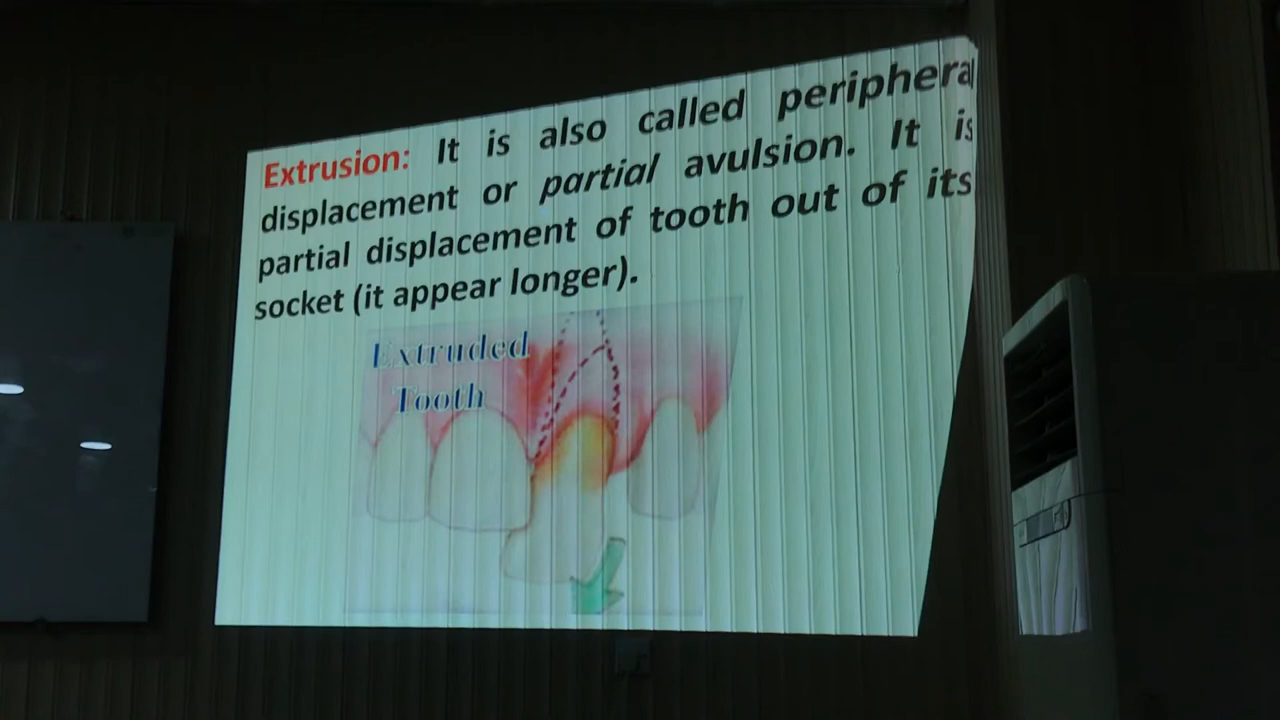 Extrusion: It is also called periphera
displacement or partial avulsion. It is
partial displacement of tooth out of its
socket (it appear longer).
Extruded
Tooth